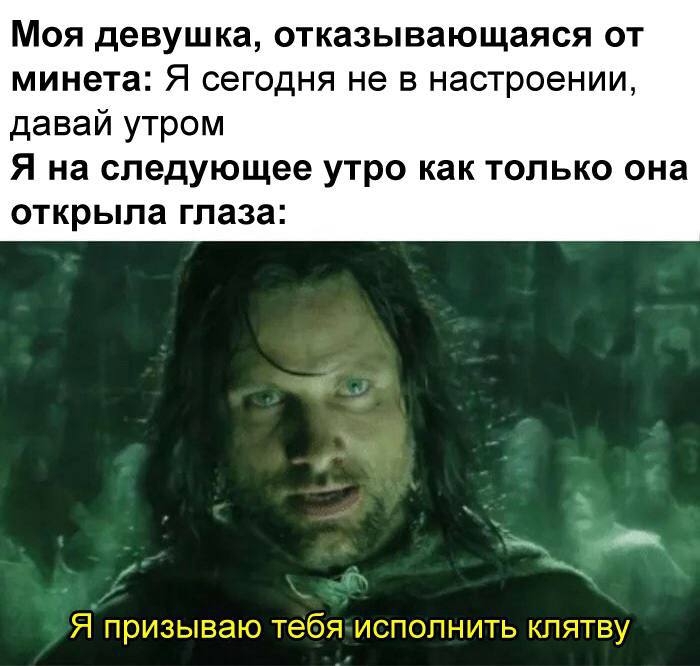 Моя девушка, отказывающаяся от
минета: Я сегодня не в настроении,
давай утром
Я на следующее утро как только она
открыла глаза:
Я призываю тебя исполнить клятву